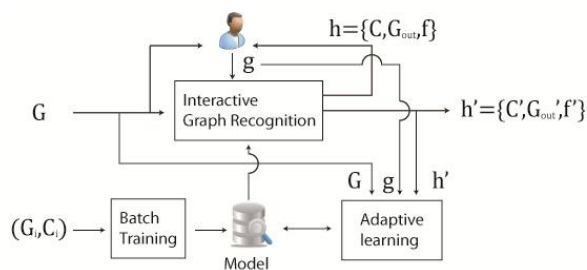 h={C,Gout,f}
g
Interactive
Graph Recognition
G
h'={C',Gout',f'}
G
g
h'
(Gi,Ci)
Batch
Training
Adaptive
learning
Model